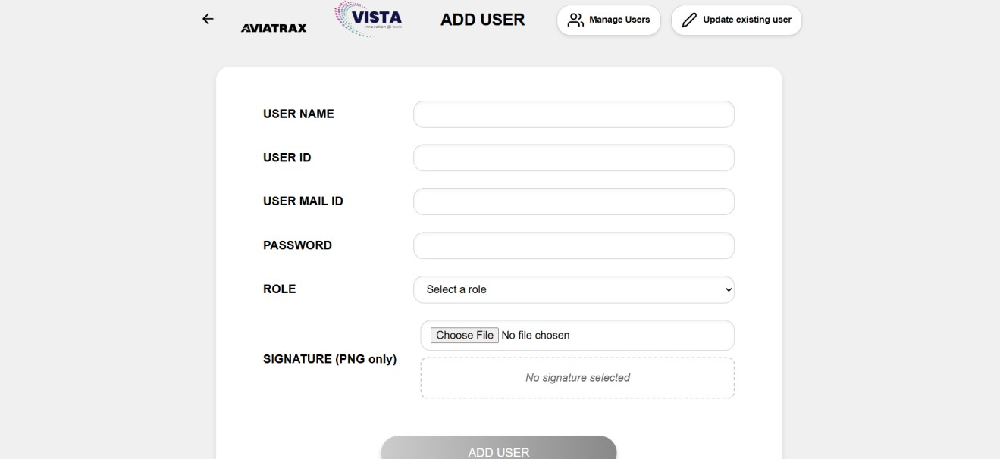 AVIATRAX
VISTA
innovation @ work
ADD USER
Manage Users
Update existing user
USER NAME
USER ID
USER MAIL ID
PASSWORD
ROLE
Select a role
SIGNATURE (PNG only)
Choose File No file chosen
No signature selected
ADD USER